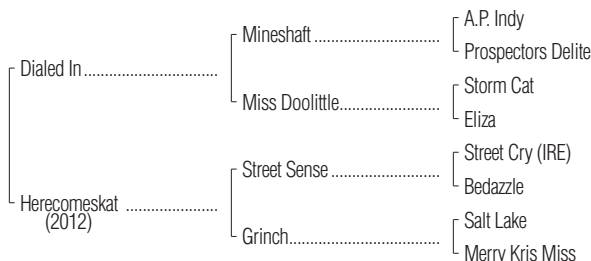 A.P. Indy
Mineshaft
Prospectors Delite
Dialed In
Storm Cat
Miss Doolittle
Eliza
Street Cry (IRE)
Street Sense
Bedazzle
Herecomeskat
(2012)
Salt Lake
Grinch
Merry Kris Miss